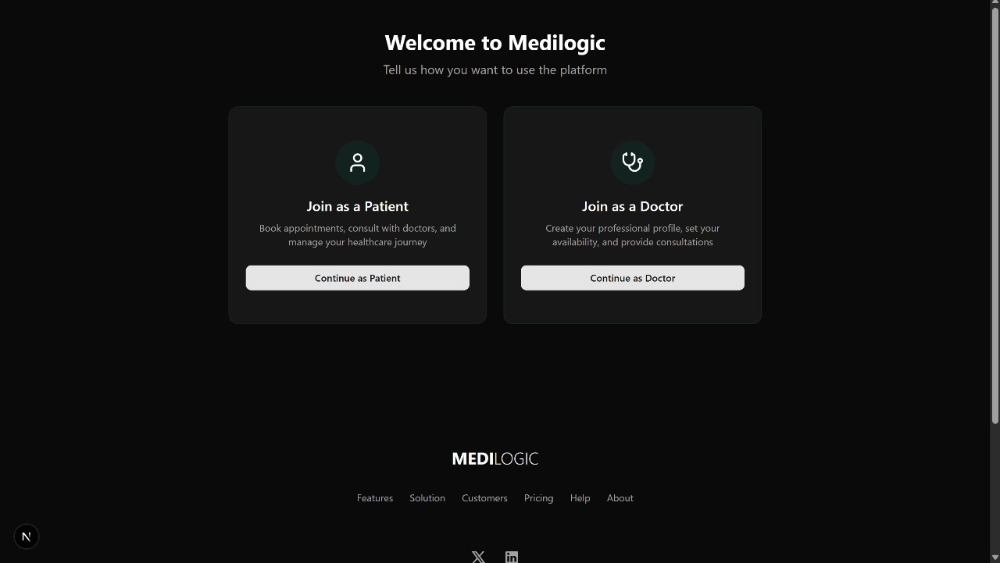 Welcome to Medilogic
Tell us how you want to use the platform
Join as a Patient
Book appointments, consult with doctors, and
manage your healthcare journey
Continue as Patient
Join as a Doctor
Create your professional profile, set your
availability, and provide consultations
Continue as Doctor
MEDILOGIC
Features Solution Customers Pricing Help About
N
X in